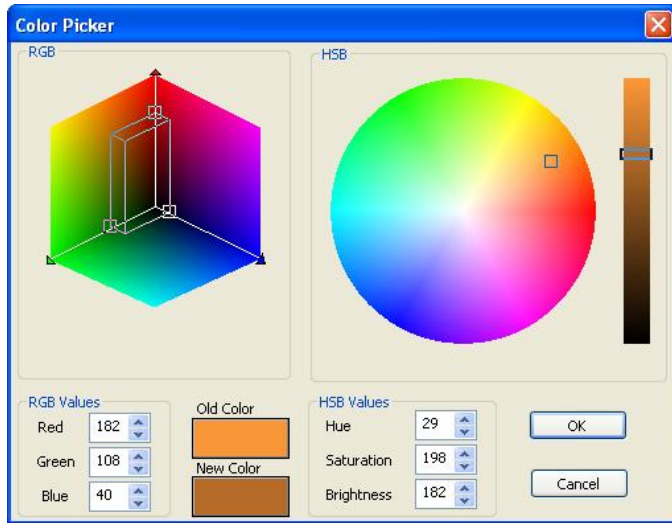 Color Picker
RGB
HSB
RGB Values
Red 182
Green 108
Blue 40
Old Color
New Color
HSB Values
Hue 29
Saturation 198
Brightness 182
OK
Cancel